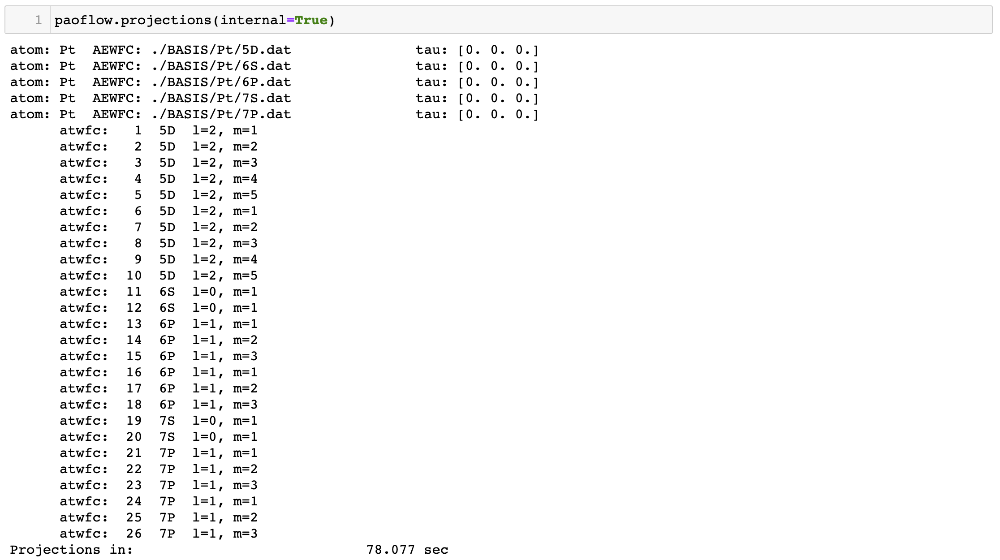 1 paoflow.projections(internal=True)
atom: Pt  AEWFC: ./BASIS/Pt/5D.dat               tau: [0. 0. 0.]
atom: Pt  AEWFC: ./BASIS/Pt/6S.dat               tau: [0. 0. 0.]
atom: Pt  AEWFC: ./BASIS/Pt/6P.dat               tau: [0. 0. 0.]
atom: Pt  AEWFC: ./BASIS/Pt/7S.dat               tau: [0. 0. 0.]
atom: Pt  AEWFC: ./BASIS/Pt/7P.dat               tau: [0. 0. 0.]
      atwfc:   1  5D  l=2, m=1
      atwfc:   2  5D  l=2, m=2
      atwfc:   3  5D  l=2, m=3
      atwfc:   4  5D  l=2, m=4
      atwfc:   5  5D  l=2, m=5
      atwfc:   6  5D  l=2, m=1
      atwfc:   7  5D  l=2, m=2
      atwfc:   8  5D  l=2, m=3
      atwfc:   9  5D  l=2, m=4
      atwfc:  10  5D  l=2, m=5
      atwfc:  11  6S  l=0, m=1
      atwfc:  12  6S  l=0, m=1
      atwfc:  13  6P  l=1, m=1
      atwfc:  14  6P  l=1, m=2
      atwfc:  15  6P  l=1, m=3
      atwfc:  16  6P  l=1, m=1
      atwfc:  17  6P  l=1, m=2
      atwfc:  18  6P  l=1, m=3
      atwfc:  19  7S  l=0, m=1
      atwfc:  20  7S  l=0, m=1
      atwfc:  21  7P  l=1, m=1
      atwfc:  22  7P  l=1, m=2
      atwfc:  23  7P  l=1, m=3
      atwfc:  24  7P  l=1, m=1
      atwfc:  25  7P  l=1, m=2
      atwfc:  26  7P  l=1, m=3
Projections in:                            78.077 sec